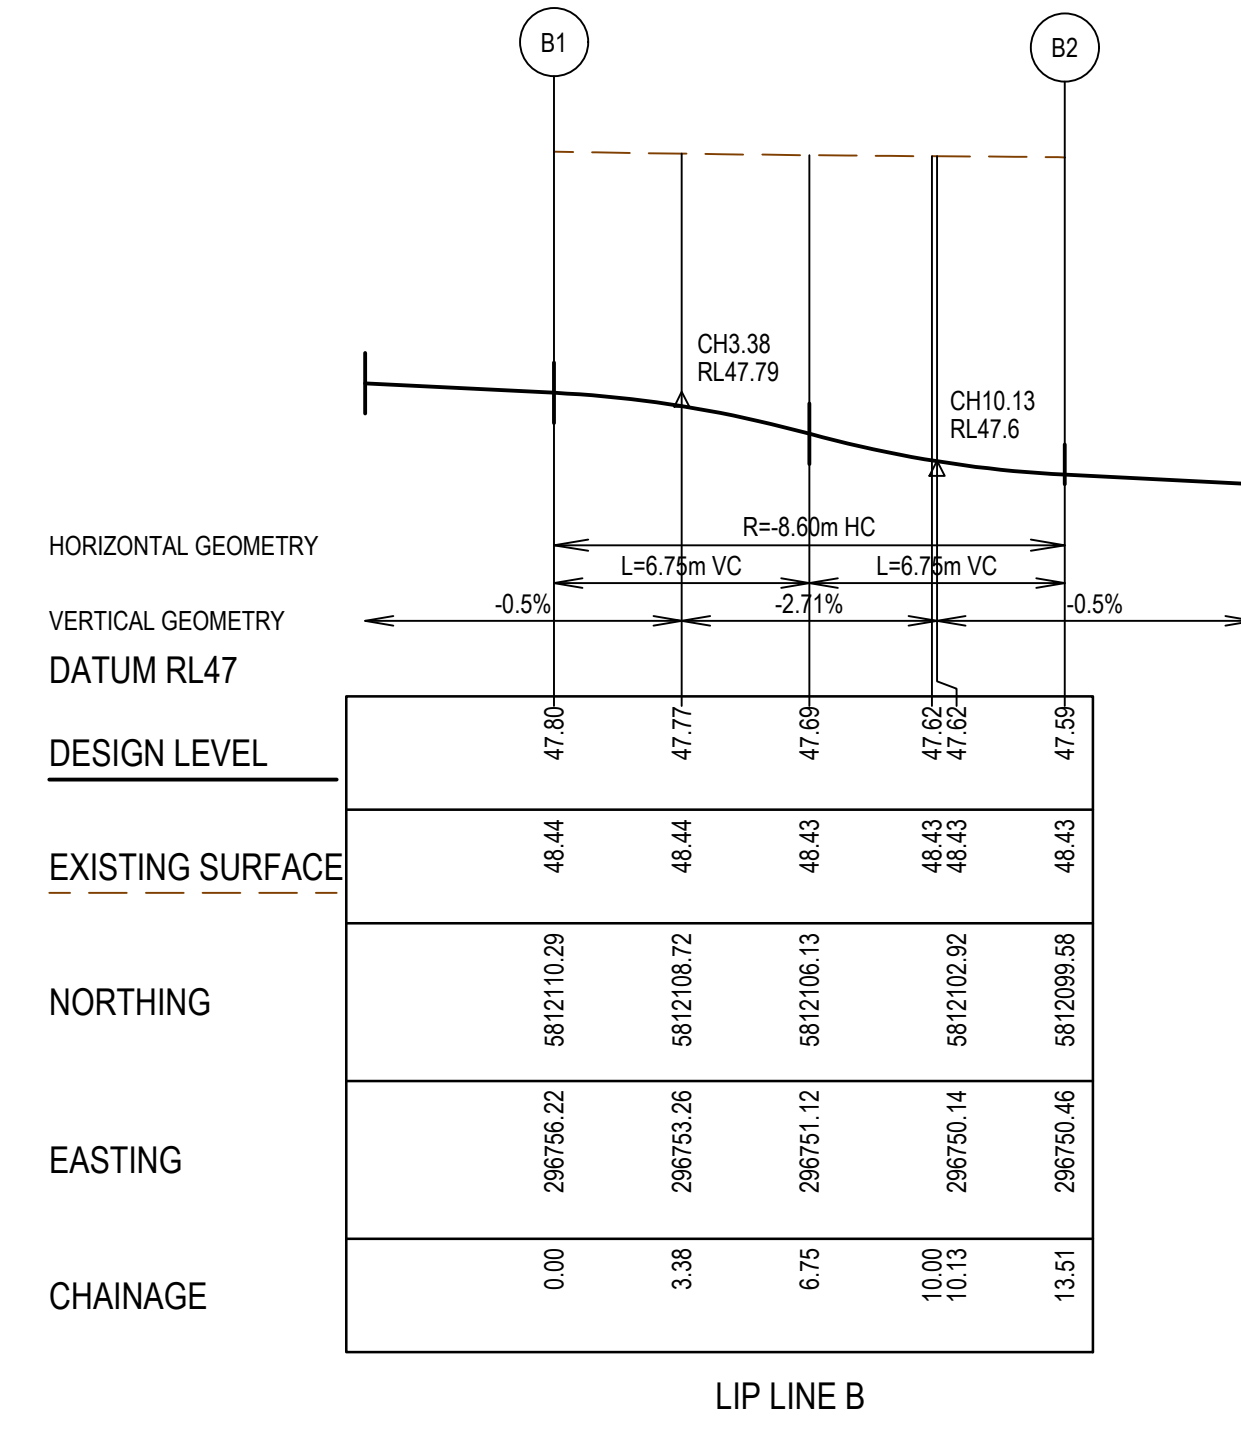 B1
B2
CH3.38
RL47.79
CH10.13
RL47.6
R=-8.60m HC
HORIZONTAL GEOMETRY
L=6.75m VC
L=6.75m VC
-0.5%
-2.71%
-0.5%
VERTICAL GEOMETRY
DATUM RL47
DESIGN LEVEL
47.80
47.77
47.69
47.62
47.62
47.59
EXISTING SURFACE
48.44
48.44
48.43
48.43
48.43
48.43
NORTHING
5812110.29
5812108.72
5812106.13
5812102.92
5812099.58
EASTING
296756.22
296753.26
296751.12
296750.14
296750.46
CHAINAGE
0.00
3.38
6.75
10.00
10.13
13.51
LIP LINE B